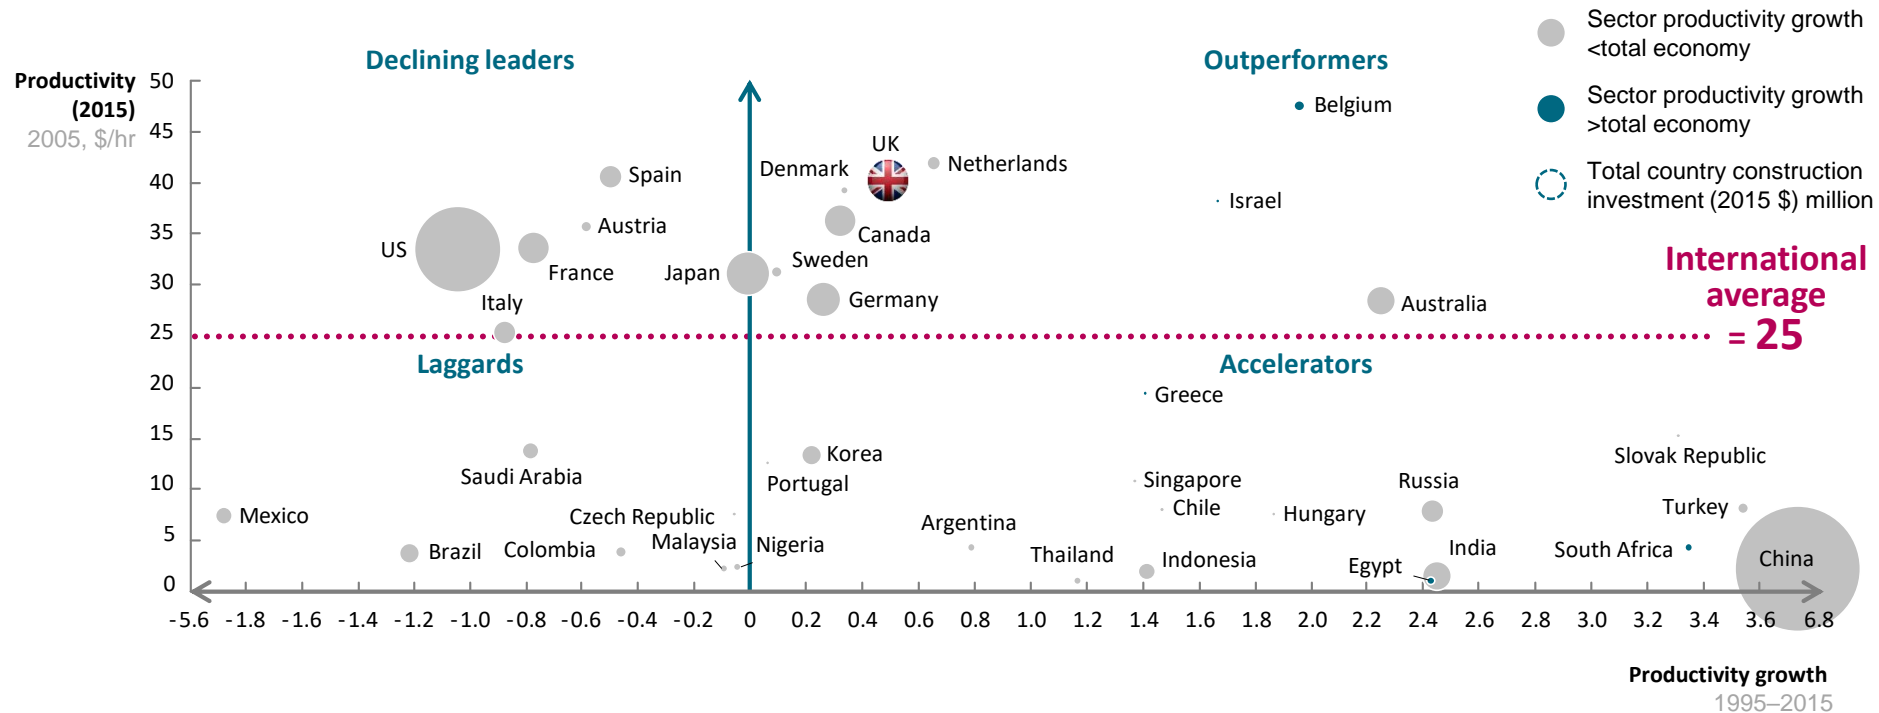 Sector productivity growth
<total economy
Sector productivity growth
>total economy
Total country construction
investment (2015 $) million
Declining leaders
Outperformers
Productivity
(2015)
2005, $/hr
50
45
40
35
30
25
20
15
10
5
0
Belgium
UK
Denmark
Netherlands
Spain
Israel
Austria
Canada
US
France
Japan
Sweden
Germany
Italy
Australia
International
average
= 25
Laggards
Accelerators
Greece
Saudi Arabia
Korea
Portugal
Singapore
Chile
Hungary
Russia
Slovak Republic
Turkey
Mexico
Czech Republic
Malaysia
Nigeria
Argentina
Brazil
Colombia
Thailand
Indonesia
Egypt
India
South Africa
China
-5.6 -1.8 -1.6 -1.4 -1.2 -1.0 -0.8 -0.6 -0.4 -0.2 0 0.2 0.4 0.6 0.8 1.0 1.2 1.4 1.6 1.8 2.0 2.2 2.4 2.6 2.8 3.0 3.2 3.4 3.6 6.8
Productivity growth
1995–2015